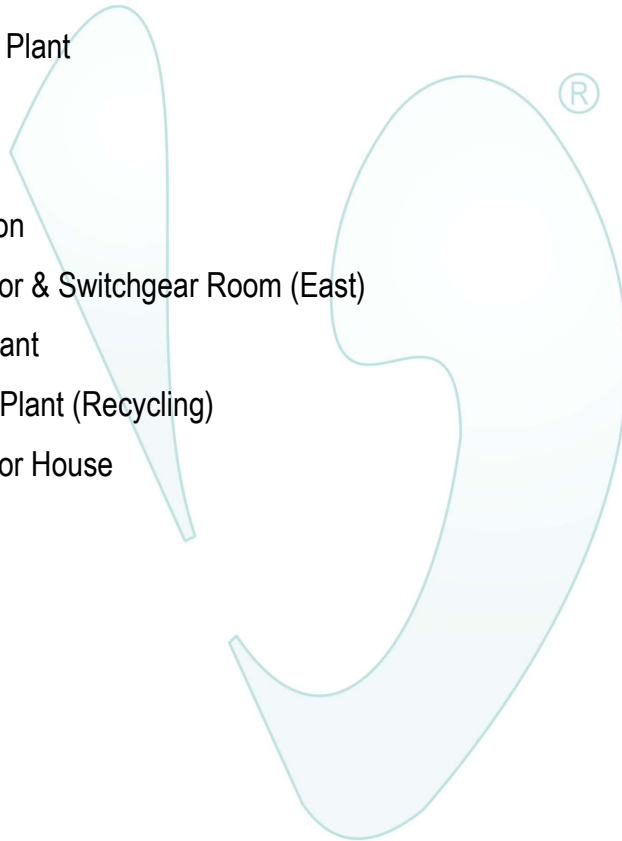 Plant
®
on
or & Switchgear Room (East)
ant
Plant (Recycling)
or House